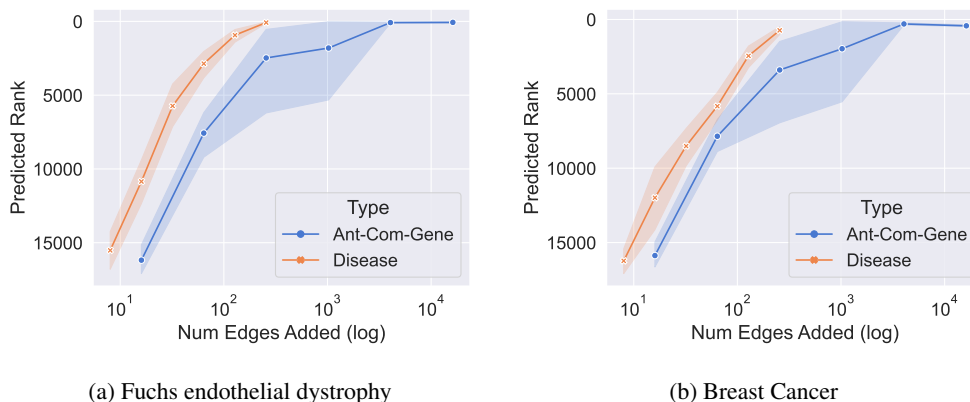 0
5000
10000
15000
Predicted Rank
Type
Ant-Com-Gene
Disease
10^1
10^2
10^3
10^4
Num Edges Added (log)
(a) Fuchs endothelial dystrophy
0
5000
10000
15000
Predicted Rank
Type
Ant-Com-Gene
Disease
10^1
10^2
10^3
10^4
Num Edges Added (log)
(b) Breast Cancer